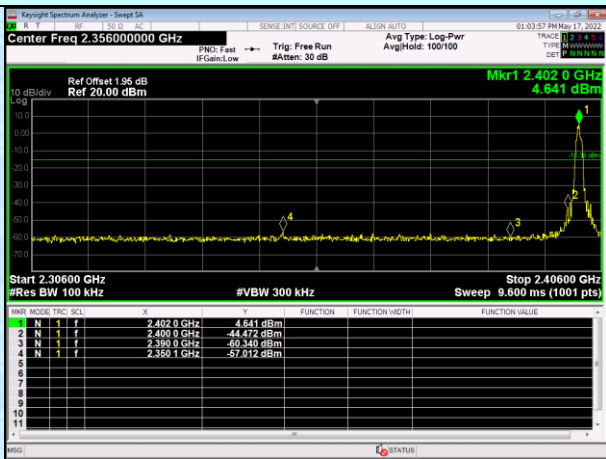 Keysight Spectrum Analyzer - Swept SA
R T RF 50 Ω AC SENSE:INT SOURCE OFF ALIGN AUTO 01:03:57 PM May 17, 2022
Center Freq 2.356000000 GHz
PNO: Fast
IFGain:Low
Trig: Free Run
#Atten: 30 dB
Avg Type: Log-Pwr
Avg|Hold: 100/100
TRACE 1 2 3 4 5 6
TYPE M WWWWW
DET P N N N N N
Ref Offset 1.95 dB
10 dB/div Ref 20.00 dBm
Mkr1 2.402 0 GHz
4.641 dBm
Log
10.0
0.00
-10.0
-20.0
-30.0
-40.0
-50.0
-60.0
-70.0
1
2
3
4
Start 2.30600 GHz Stop 2.40600 GHz
#Res BW 100 kHz #VBW 300 kHz Sweep 9.600 ms (1001 pts)
MKR MODE TRC SCL X Y FUNCTION FUNCTION WIDTH FUNCTION VALUE
1 N 1 f 2.402 0 GHz 4.641 dBm
2 N 1 f 2.400 0 GHz -44.472 dBm
3 N 1 f 2.390 0 GHz -60.340 dBm
4 N 1 f 2.350 1 GHz -57.012 dBm
5
6
7
8
9
10
11
MSG STATUS